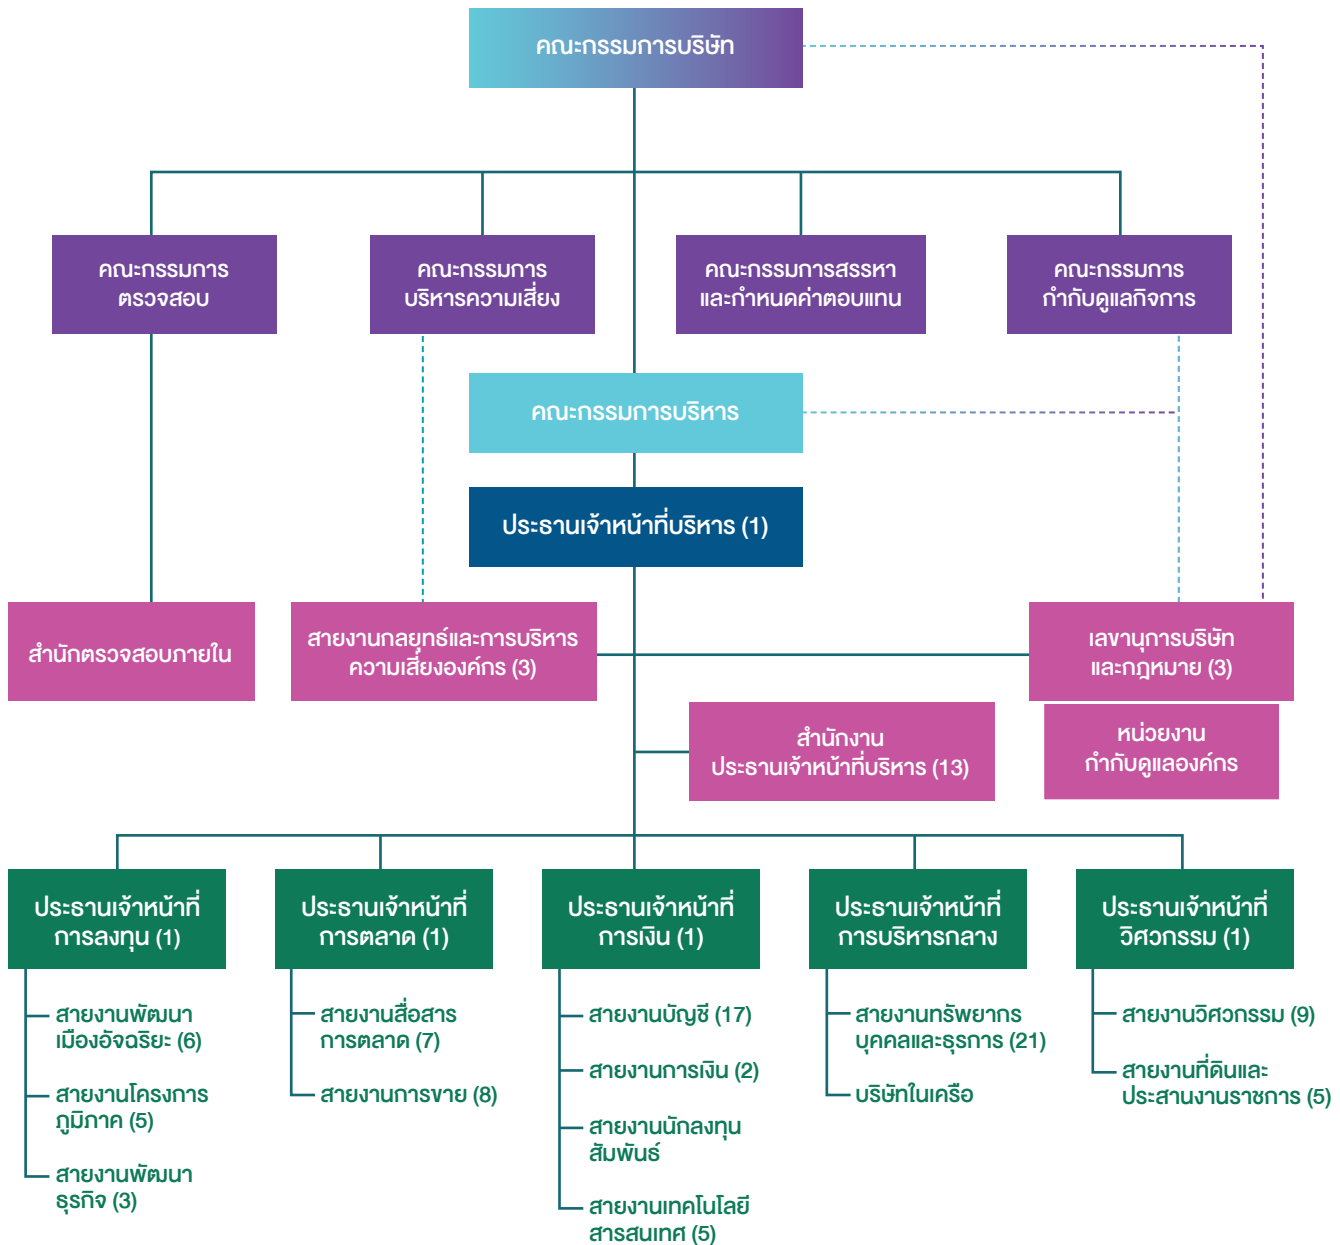 คณะกรรมการบริษัท
คณะกรรมการ
ตรวจสอบ
คณะกรรมการ
บริหารความเสี่ยง
คณะกรรมการสรรหา
และกำหนดค่าตอบแทน
คณะกรรมการ
กำกับดูแลกิจการ
คณะกรรมการบริหาร
ประธานเจ้าหน้าที่บริหาร (1)
สำนักตรวจสอบภายใน
สายงานกลยุทธ์และการบริหาร
ความเสี่ยงองค์กร (3)
เลขานุการบริษัท
และกฎหมาย (3)
สำนักงาน
ประธานเจ้าหน้าที่บริหาร (13)
หน่วยงาน
กำกับดูแลองค์กร
ประธานเจ้าหน้าที่
การลงทุน (1)
ประธานเจ้าหน้าที่
การตลาด (1)
ประธานเจ้าหน้าที่
การเงิน (1)
ประธานเจ้าหน้าที่
การบริหารกลาง
ประธานเจ้าหน้าที่
วิศวกรรม (1)
สายงานพัฒนา
เมืองอัจฉริยะ (6)
สายงานโครงการ
ภูมิภาค (5)
สายงานพัฒนา
ธุรกิจ (3)
สายงานสื่อสาร
การตลาด (7)
สายงานการขาย (8)
สายงานบัญชี (17)
สายงานการเงิน (2)
สายงานนักลงทุน
สัมพันธ์
สายงานเทคโนโลยี
สารสนเทศ (5)
สายงานทรัพยากร
บุคคลและธุรการ (21)
บริษัทในเครือ
สายงานวิศวกรรม (9)
สายงานที่ดินและ
ประสานงานราชการ (5)